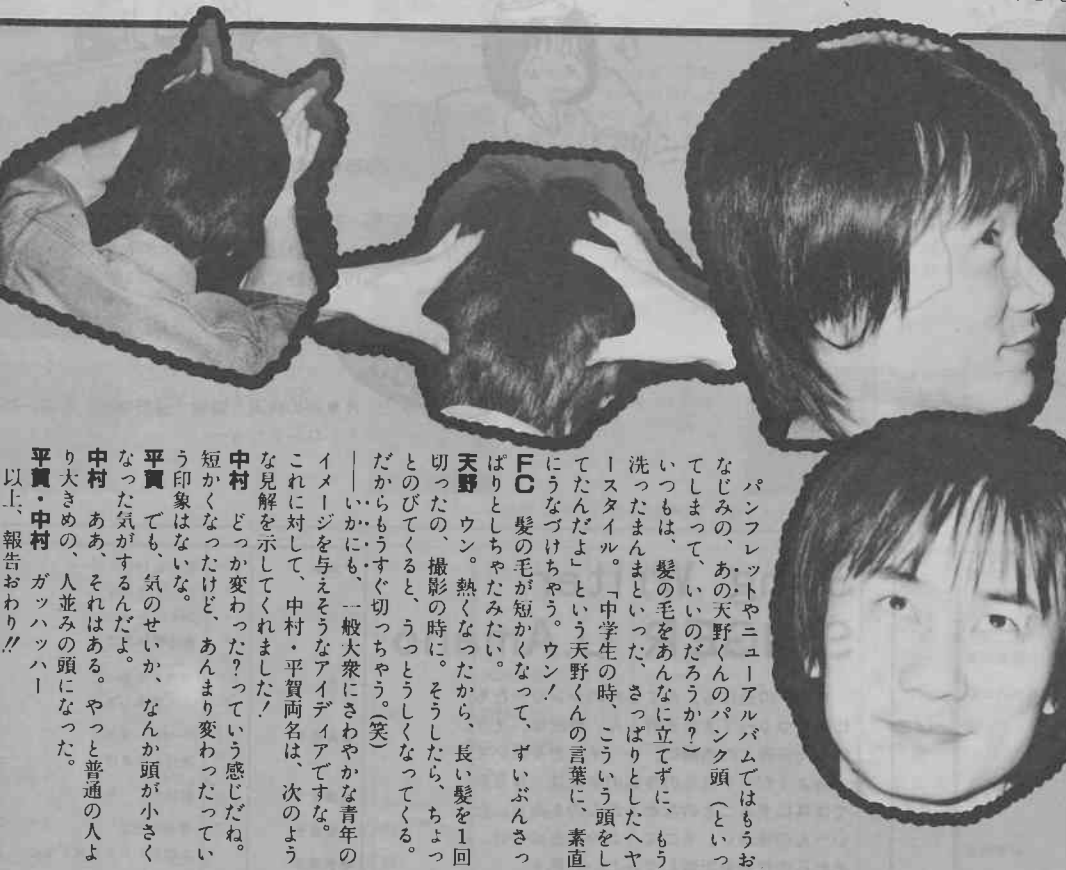 パンフレットやニューアルバムではもうお
なじみの、あの天野くんのパンク頭（といっ
てしまって、いいのだろうか？）
いつもは、髪の毛をあんなに立てずに、もう
洗ったまんまといった、さっぱりとしたヘヤ
ースタイル。「中学生の時、こういう頭をし
てたんだよ」という天野くんの言葉に、素直
にうなづけちゃう。ウン！
FC　髪の毛が短かくなって、ずいぶんさっ
ぱりとしちゃたみたい。
天野　ウン。熱くなったから、長い髪を1回
切ったの、撮影の時に。そうしたら、ちょっ
とのびてくると、うっとうしくなってくる。
だからもうすぐ切っちゃう。（笑）
――いかにも、一般大衆にさわやかな青年の
イメージを与えそうなアイディアですな。
これに対して、中村・平賀両名は、次のよう
な見解を示してくれました！
中村　どっか変わった？っていう感じだね。
短かくなったけど、あんまり変わったってい
う印象はないな。
平賀　でも、気のせいか、なんか頭が小さく
なった気がするんだよ。
中村　ああ、それはある。やっと普通の人よ
り大きめの、人並みの頭になった。
平賀・中村　ガッハッハー
以上、報告おわり!!